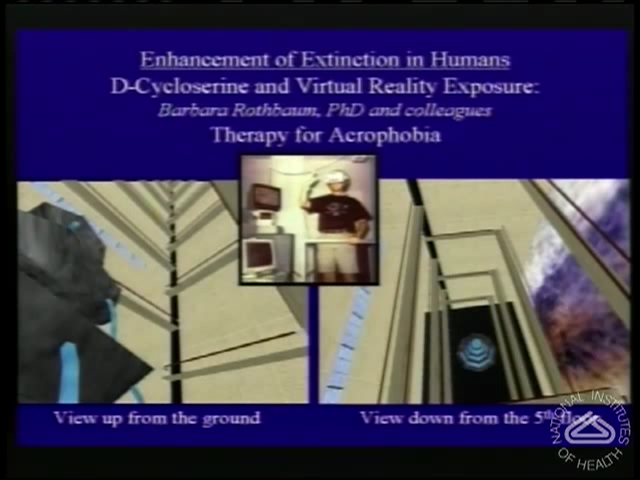 Enhancement of Extinction in Humans
D-Cycloserine and Virtual Reality Exposure:
Barbara Rothbaum, PhD and colleagues
Therapy for Acrophobia
View up from the ground
View down from the 5th floor
NATIONAL INSTITUTES
OF HEALTH